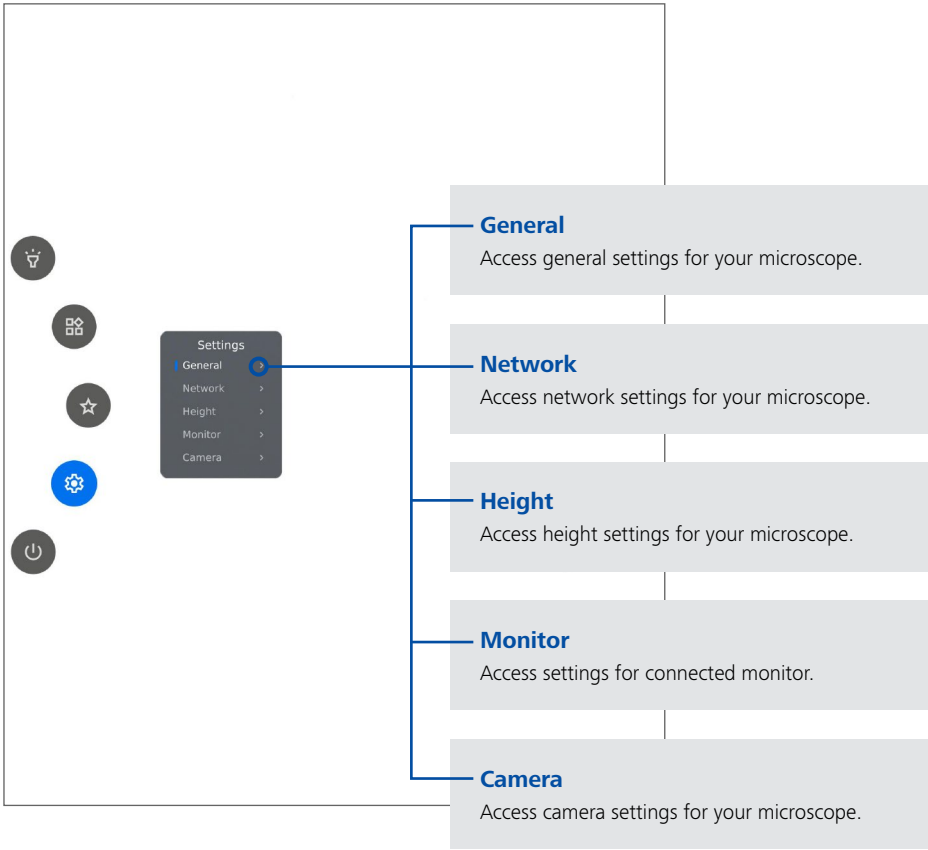 Settings
General
Network
Height
Monitor
Camera
General
Access general settings for your microscope.
Network
Access network settings for your microscope.
Height
Access height settings for your microscope.
Monitor
Access settings for connected monitor.
Camera
Access camera settings for your microscope.